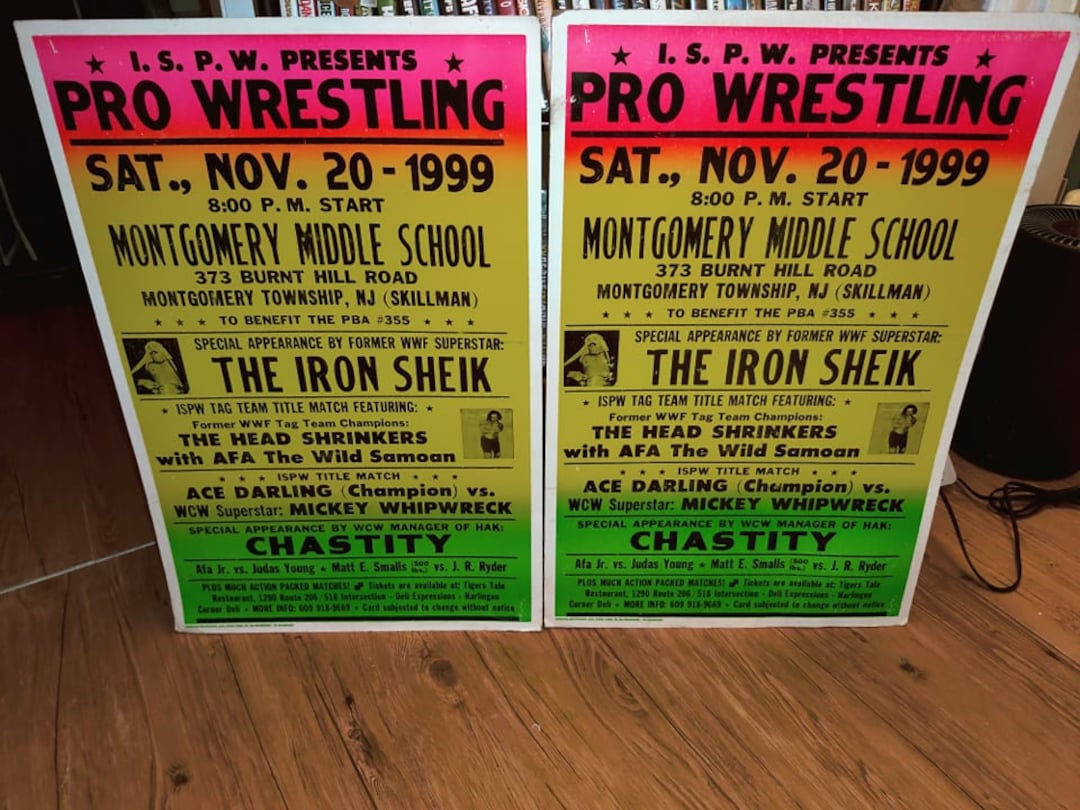 ★ I. S. P. W. PRESENTS ★
PRO WRESTLING
SAT., NOV. 20 - 1999
8:00 P. M. START
MONTGOMERY MIDDLE SCHOOL
373 BURNT HILL ROAD
MONTGOMERY TOWNSHIP, NJ (SKILLMAN)
★ ★ ★ TO BENEFIT THE PBA #355 ★ ★ ★
SPECIAL APPEARANCE BY FORMER WWF SUPERSTAR:
THE IRON SHEIK
★ ISPW TAG TEAM TITLE MATCH FEATURING: ★
Former WWF Tag Team Champions:
THE HEAD SHRINKERS
with AFA The Wild Samoan
★ ★ ★ ISPW TITLE MATCH ★ ★ ★
ACE DARLING (Champion) vs.
WCW Superstar: MICKEY WHIPWRECK
SPECIAL APPEARANCE BY WCW MANAGER OF HAK:
CHASTITY
Afa Jr. vs. Judas Young ★ Matt E. Smalls (500 lbs.) vs. J. R. Ryder
PLUS MUCH ACTION PACKED MATCHES! Tickets are available at: Tigers Tale
Restaurant, 1290 Route 206/518 Intersection - Deli Expressions - Harlingen
Corner Deli • MORE INFO: 609 918-9669 • Card subjected to change without notice
★ I. S. P. W. PRESENTS ★
PRO WRESTLING
SAT., NOV. 20 - 1999
8:00 P. M. START
MONTGOMERY MIDDLE SCHOOL
373 BURNT HILL ROAD
MONTGOMERY TOWNSHIP, NJ (SKILLMAN)
★ ★ ★ TO BENEFIT THE PBA #355 ★ ★ ★
SPECIAL APPEARANCE BY FORMER WWF SUPERSTAR:
THE IRON SHEIK
★ ISPW TAG TEAM TITLE MATCH FEATURING: ★
Former WWF Tag Team Champions:
THE HEAD SHRINKERS
with AFA The Wild Samoan
★ ★ ★ ISPW TITLE MATCH ★ ★ ★
ACE DARLING (Champion) vs.
WCW Superstar: MICKEY WHIPWRECK
SPECIAL APPEARANCE BY WCW MANAGER OF HAK:
CHASTITY
Afa Jr. vs. Judas Young ★ Matt E. Smalls (500 lbs.) vs. J. R. Ryder
PLUS MUCH ACTION PACKED MATCHES! Tickets are available at: Tigers Tale
Restaurant, 1290 Route 206/518 Intersection - Deli Expressions - Harlingen
Corner Deli • MORE INFO: 609 918-9669 • Card subjected to change without notice